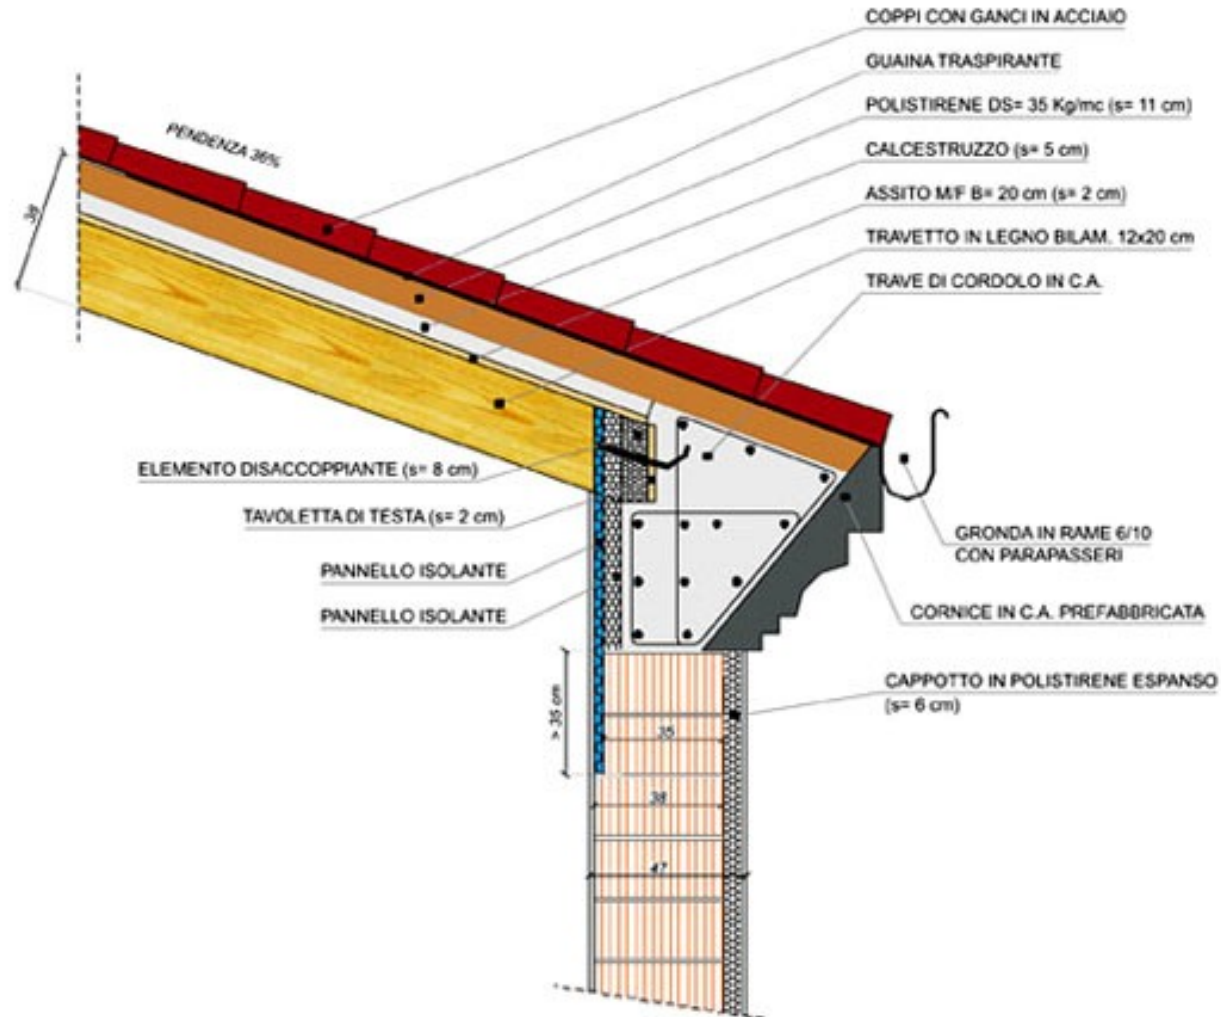 COPPI CON GANCI IN ACCIAIO
GUAINA TRASPIRANTE
POLISTIRENE DS= 35 Kg/mc (s= 11 cm)
CALCESTRUZZO (s= 5 cm)
ASSITO M/F B= 20 cm (s= 2 cm)
TRAVETTO IN LEGNO BILAM. 12x20 cm
TRAVE DI CORDOLO IN C.A.
PENDENZA 36%
38
ELEMENTO DISACCOPPIANTE (s= 8 cm)
TAVOLETTA DI TESTA (s= 2 cm)
PANNELLO ISOLANTE
PANNELLO ISOLANTE
GRONDA IN RAME 6/10
CON PARAPASSERI
CORNICE IN C.A. PREFABBRICATA
CAPPOTTO IN POLISTIRENE ESPANSO
(s= 6 cm)
> 35 cm
35
38
47